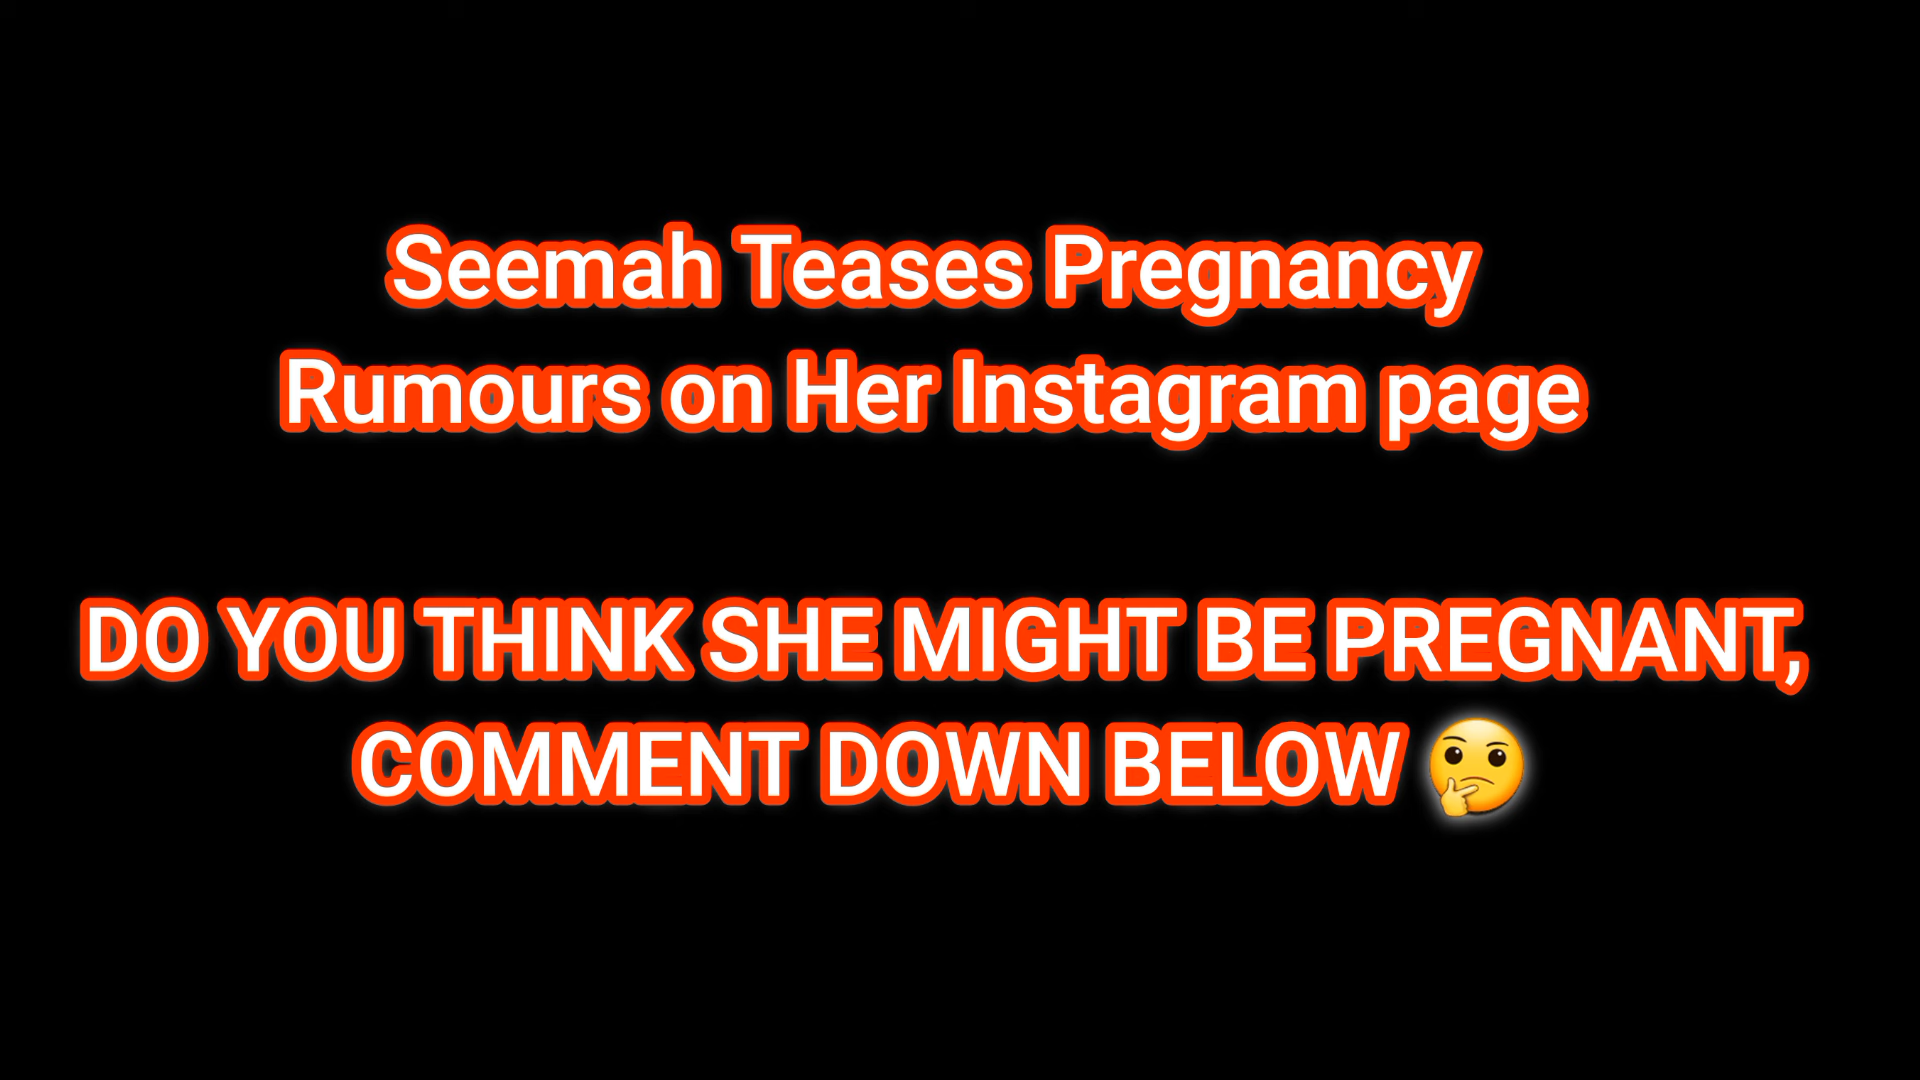 Seemah Teases Pregnancy
Rumours on Her Instagram page
DO YOU THINK SHE MIGHT BE PREGNANT,
COMMENT DOWN BELOW 🤔